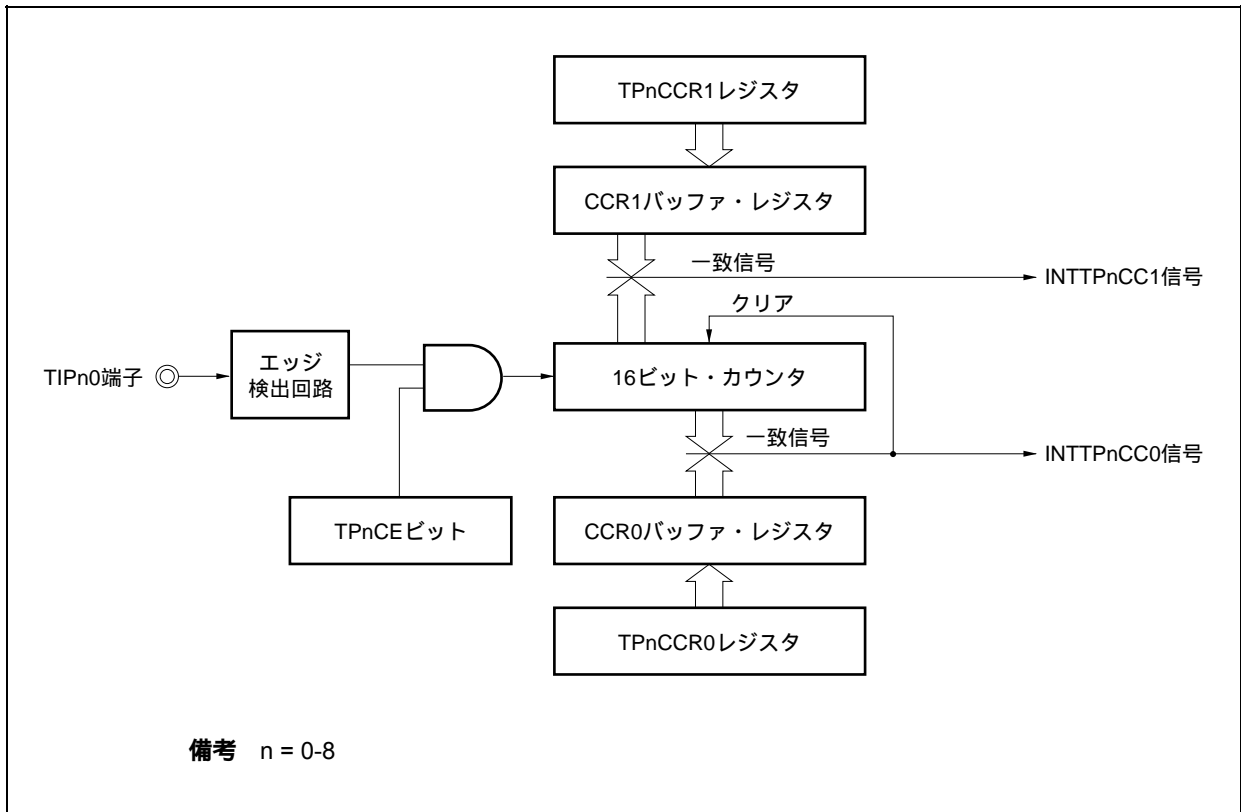 TPnCCR1レジスタ
CCR1バッファ・レジスタ
一致信号
INTTPnCC1信号
クリア
TIPn0端子
エッジ
検出回路
16ビット・カウンタ
一致信号
INTTPnCC0信号
TPnCEビット
CCR0バッファ・レジスタ
TPnCCR0レジスタ
備考 n = 0-8